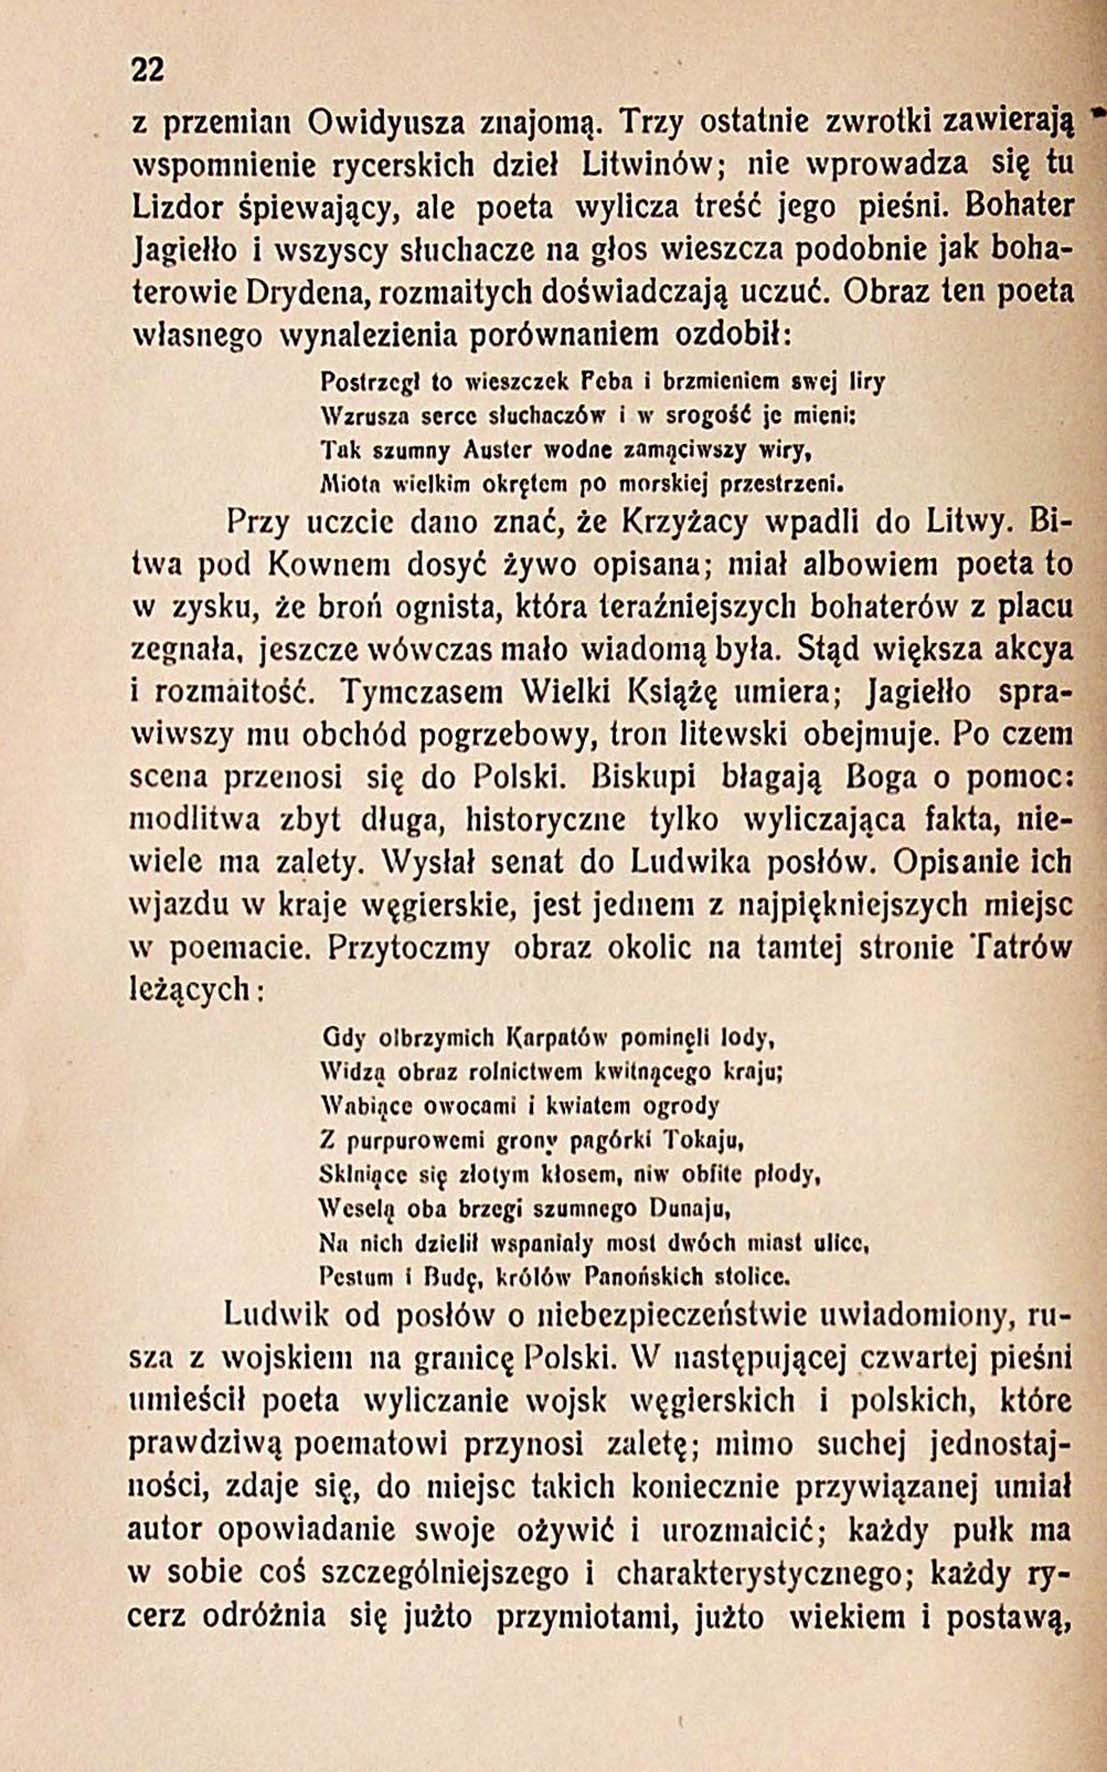 22
z przemian Owidyusza znajomą. Trzy ostatnie zwrotki zawierają
wspomnienie rycerskich dzieł Litwinów; nie wprowadza się tu
Lizdor śpiewający, ale poeta wylicza treść jego pieśni. Bohater
Jagiełło i wszyscy słuchacze na głos wieszcza podobnie jak boha-
terowie Drydena, rozmaitych doświadczają uczuć. Obraz ten poeta
własnego wynalezienia porównaniem ozdobił:
Postrzegł to wieszczek Feba i brzmieniem swej liry
Wzrusza serce słuchaczów i w srogość je mieni:
Tak szumny Auster wodne zamąciwszy wiry,
Miota wielkim okrętem po morskiej przestrzeni.
Przy uczcie dano znać, że Krzyżacy wpadli do Litwy. Bi-
twa pod Kownem dosyć żywo opisana; miał albowiem poeta to
w zysku, że broń ognista, która teraźniejszych bohaterów z placu
zegnała, jeszcze wówczas mało wiadomą była. Stąd większa akcya
i rozmaitość. Tymczasem Wielki Książę umiera; Jagiełło spra-
wiwszy mu obchód pogrzebowy, tron litewski obejmuje. Po czem
scena przenosi się do Polski. Biskupi błagają Boga o pomoc:
modlitwa zbyt długa, historyczne tylko wyliczająca fakta, nie-
wiele ma zalety. Wysłał senat do Ludwika posłów. Opisanie ich
wjazdu w kraje węgierskie, jest jednem z najpiękniejszych miejsc
w poemacie. Przytoczmy obraz okolic na tamtej stronie Tatrów
leżących:
Gdy olbrzymich Karpatów pominęli lody,
Widzą obraz rolnictwem kwitnącego kraju;
Wabiące owocami i kwiatem ogrody
Z purpurowemi grony pagórki Tokaju,
Sklniące się złotym kłosem, niw obfite płody,
Weselą oba brzegi szumnego Dunaju,
Na nich dzielił wspaniały most dwóch miast ulice,
Pestum i Budę, królów Panońskich stolice.
Ludwik od posłów o niebezpieczeństwie uwiadomiony, ru-
sza z wojskiem na granicę Polski. W następującej czwartej pieśni
umieścił poeta wyliczanie wojsk węgierskich i polskich, które
prawdziwą poematowi przynosi zaletę; mimo suchej jednostaj-
ności, zdaje się, do miejsc takich koniecznie przywiązanej umiał
autor opowiadanie swoje ożywić i urozmaicić; każdy pułk ma
w sobie coś szczególniejszego i charakterystycznego; każdy ry-
cerz odróżnia się jużto przymiotami, jużto wiekiem i postawą,